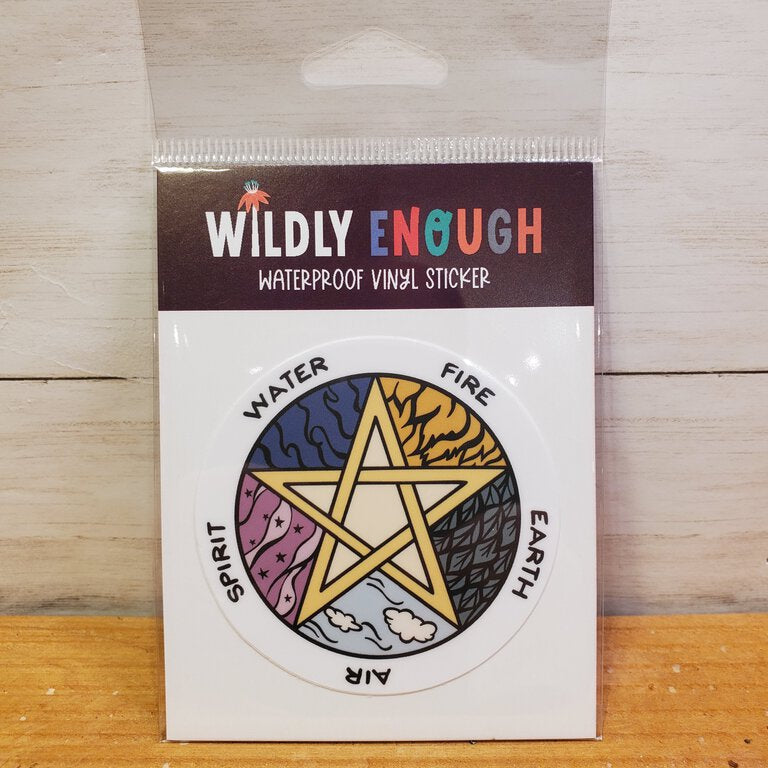 WILDLY ENOUGH
WATERPROOF VINYL STICKER
WATER
FIRE
EARTH
AIR
SPIRIT